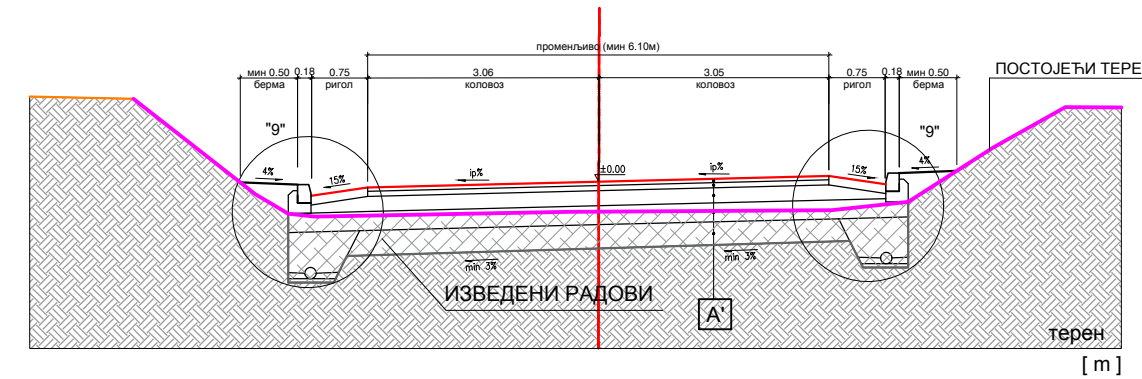 променљиво (мин 6.10м)
мин 0.50 0.18 0.75 3.06 3.05 0.75 0.18 мин 0.50
берма ригол коловоз коловоз ригол берма
ПОСТОЈЕЋИ ТЕРЕ
"9" "9"
4% 15% ip% ±0.00 ip% 15% 4%
min 3% min 3%
ИЗВЕДЕНИ РАДОВИ
A'
терен
[ m ]